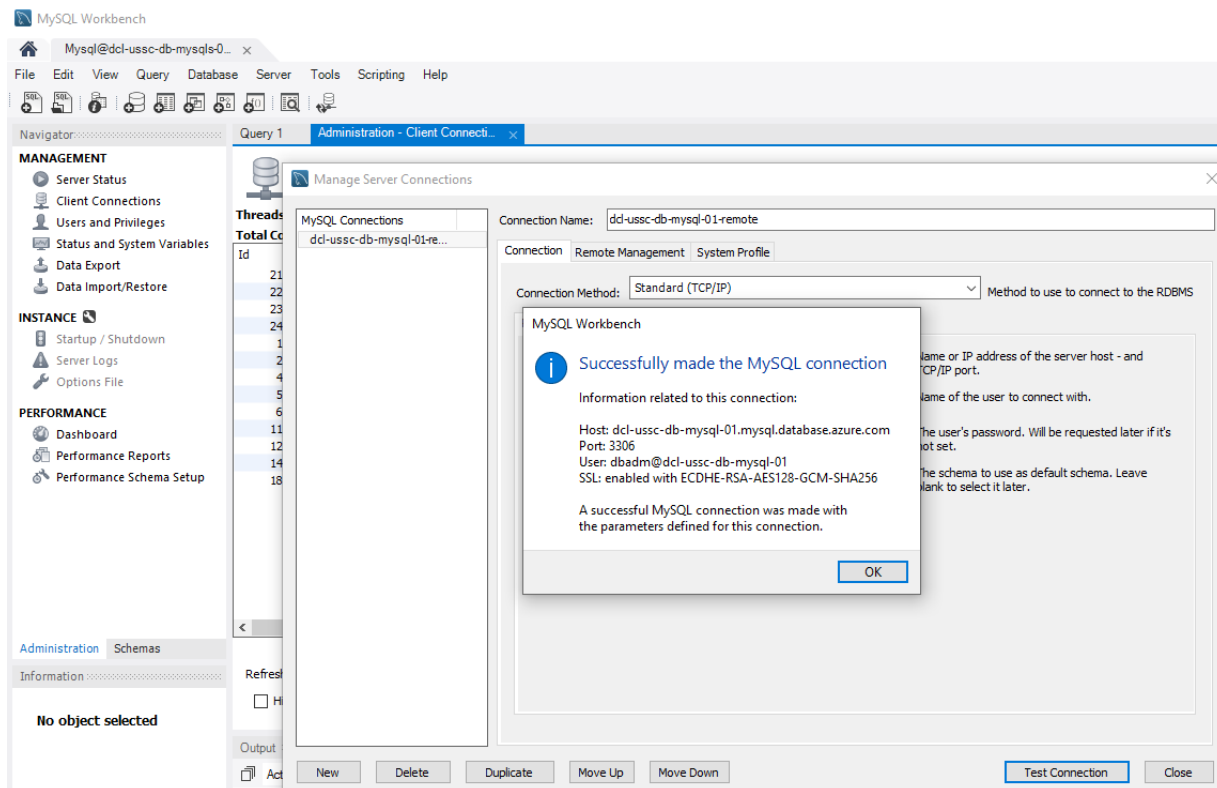 MySQL Workbench
Mysql@dcl-ussc-db-mysqls-0...
File Edit View Query Database Server Tools Scripting Help
SQL SQL
Navigator
Query 1 Administration - Client Connecti...
MANAGEMENT
Server Status
Client Connections
Users and Privileges
Status and System Variables
Data Export
Data Import/Restore
INSTANCE
Startup / Shutdown
Server Logs
Options File
PERFORMANCE
Dashboard
Performance Reports
Performance Schema Setup
Administration Schemas
Information
No object selected
Threads
Total Co
Id
21
22
23
24
1
2
4
5
6
11
12
14
18
Refresh
Hi
Output
Act
Manage Server Connections
MySQL Connections
dcl-ussc-db-mysql-01-re...
Connection Name: dcl-ussc-db-mysql-01-remote
Connection Remote Management System Profile
Connection Method: Standard (TCP/IP) Method to use to connect to the RDBMS
Name or IP address of the server host - and
TCP/IP port.
Name of the user to connect with.
The user's password. Will be requested later if it's
not set.
The schema to use as default schema. Leave
blank to select it later.
MySQL Workbench
Successfully made the MySQL connection
Information related to this connection:
Host: dcl-ussc-db-mysql-01.mysql.database.azure.com
Port: 3306
User: dbadm@dcl-ussc-db-mysql-01
SSL: enabled with ECDHE-RSA-AES128-GCM-SHA256
A successful MySQL connection was made with
the parameters defined for this connection.
OK
New Delete Duplicate Move Up Move Down Test Connection Close